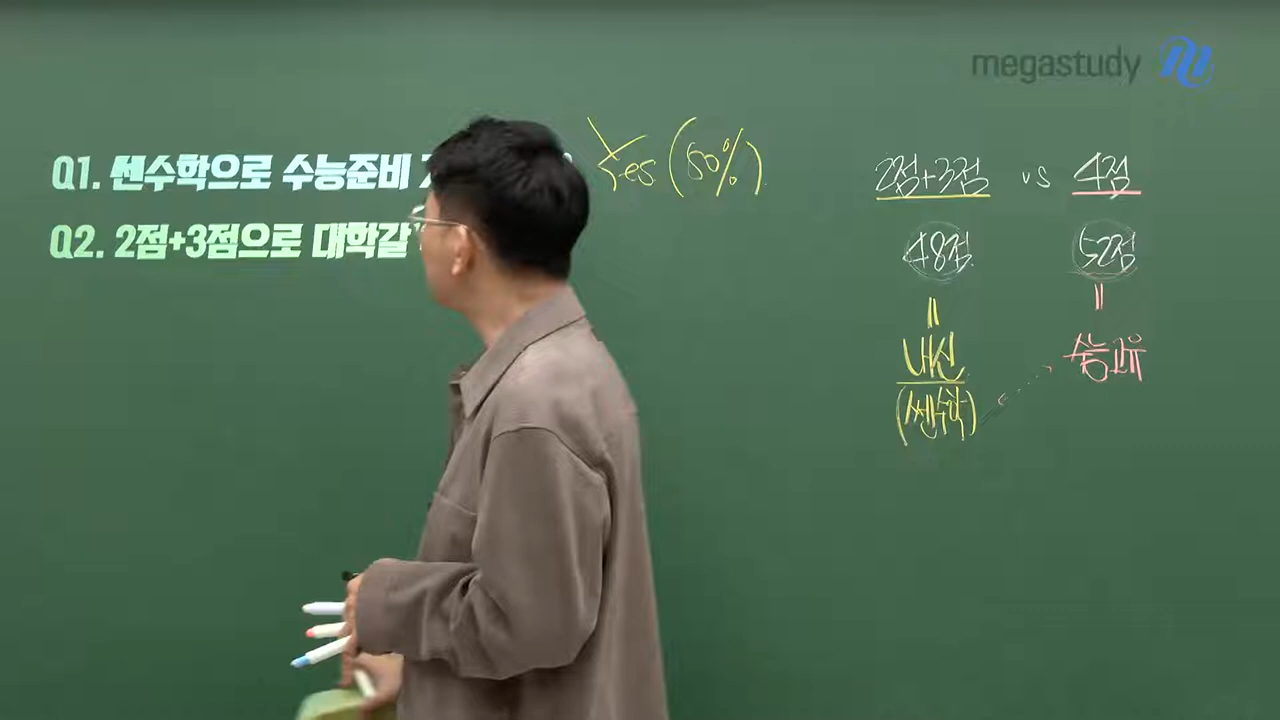 megastudy
Q1. 쎈수학으로 수능준비
Yes (50%)
Q2. 2점+3점으로 대학갈
2점+3점 vs 4점
48점 52점
= =
내신 수능교육
(쎈수학)